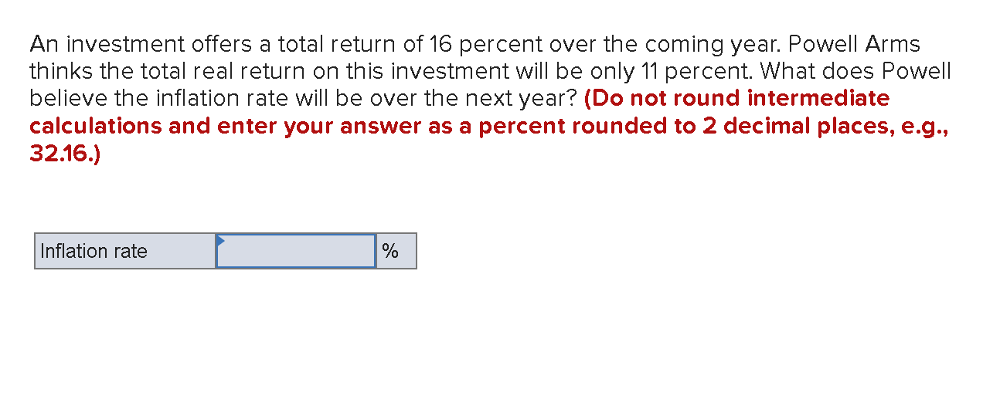 An investment offers a total return of 16 percent over the coming year. Powell Arms
thinks the total real return on this investment will be only 11 percent. What does Powell
believe the inflation rate will be over the next year? (Do not round intermediate
calculations and enter your answer as a percent rounded to 2 decimal places, e.g.,
32.16.)
Inflation rate %